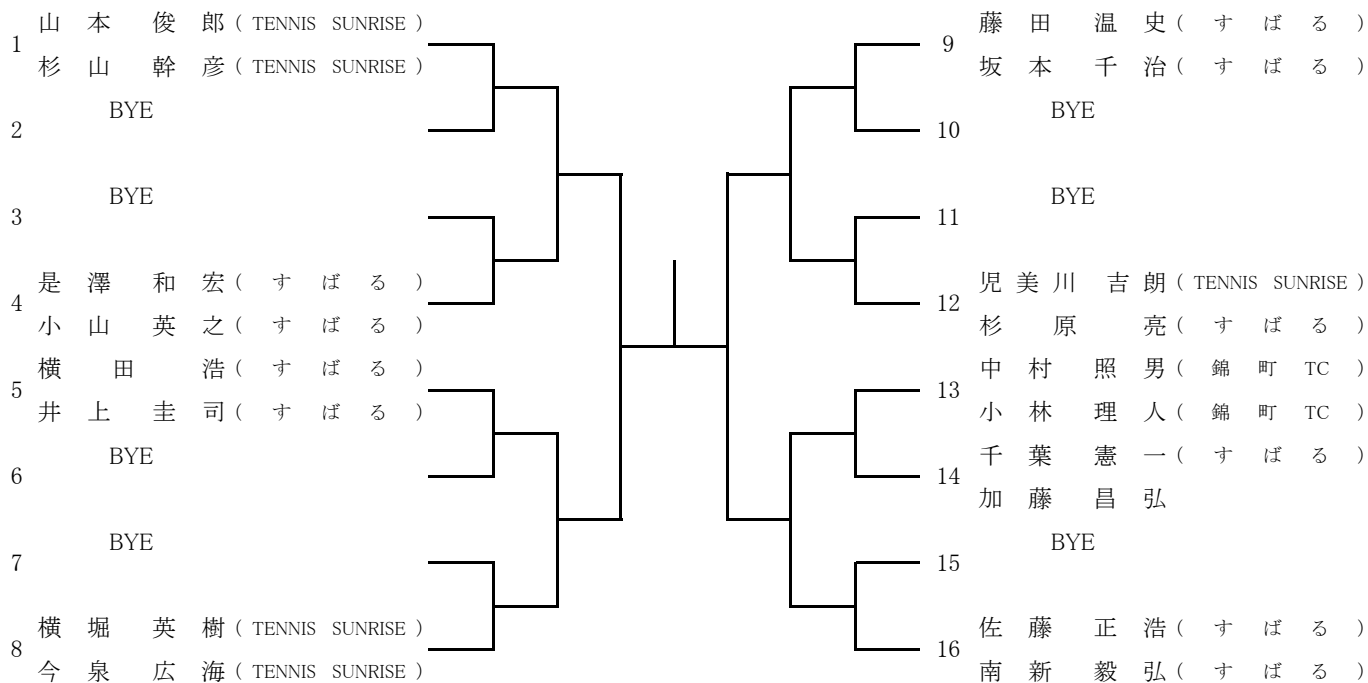 1 山本 俊郎 ( TENNIS SUNRISE )
杉山 幹彦 ( TENNIS SUNRISE )
2 BYE
3 BYE
4 是澤 和宏 ( すばる )
小山 英之 ( すばる )
5 横田 浩 ( すばる )
井上 圭司 ( すばる )
6 BYE
7 BYE
8 横堀 英樹 ( TENNIS SUNRISE )
今泉 広海 ( TENNIS SUNRISE )
9 藤田 温史 ( すばる )
坂本 千治 ( すばる )
10 BYE
11 BYE
12 児美川 吉朗 ( TENNIS SUNRISE )
杉原 亮 ( すばる )
13 中村 照男 ( 錦町 TC )
小林 理人 ( 錦町 TC )
14 千葉 憲一 ( すばる )
加藤 昌弘
15 BYE
16 佐藤 正浩 ( すばる )
南新 毅弘 ( すばる )